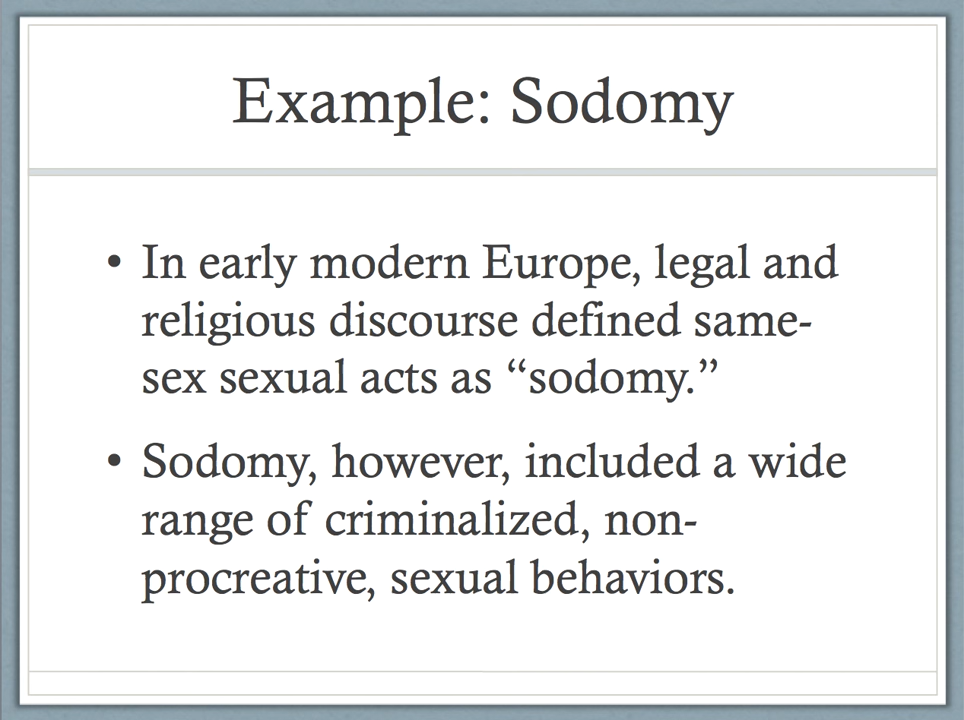 Example: Sodomy
• In early modern Europe, legal and
religious discourse defined same-
sex sexual acts as “sodomy.”
• Sodomy, however, included a wide
range of criminalized, non-
procreative, sexual behaviors.